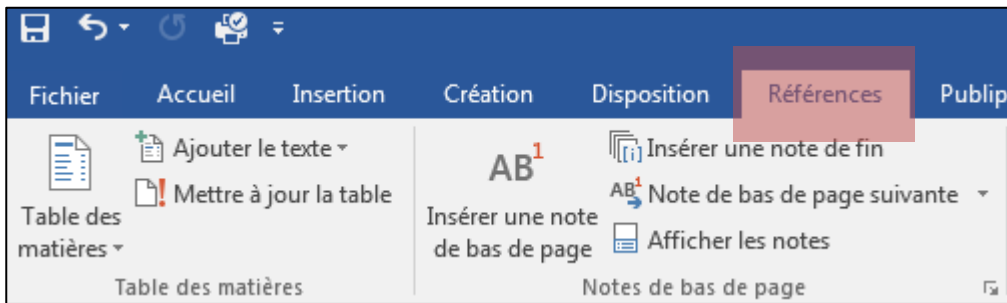 Fichier Accueil Insertion Création Disposition Références Publip
Table des
matières
Ajouter le texte
Mettre à jour la table
Table des matières
AB1
Insérer une note
de bas de page
[i] Insérer une note de fin
AB1 Note de bas de page suivante
Afficher les notes
Notes de bas de page